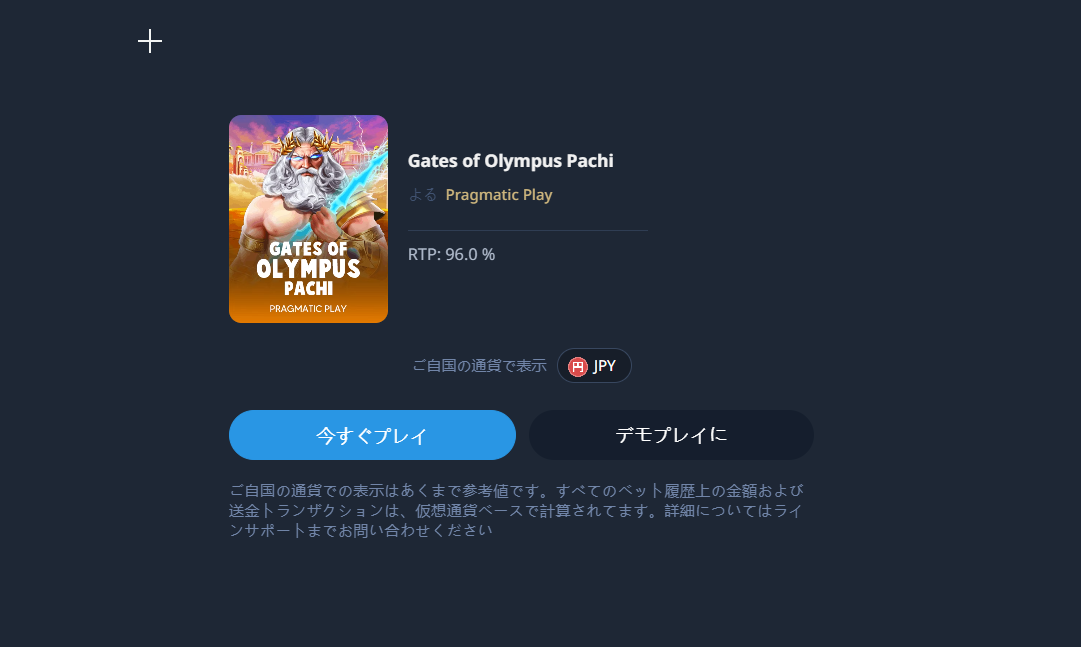 GATES OF
OLYMPUS
PACHI
PRAGMATIC PLAY
Gates of Olympus Pachi
よる Pragmatic Play
RTP: 96.0 %
ご自国の通貨で表示 円 JPY
今すぐプレイ
デモプレイに
ご自国の通貨での表示はあくまで参考値です。すべてのベット履歴上の金額および
送金トランザクションは、仮想通貨ベースで計算されてます。詳細についてはライ
ンサポートまでお問い合わせください